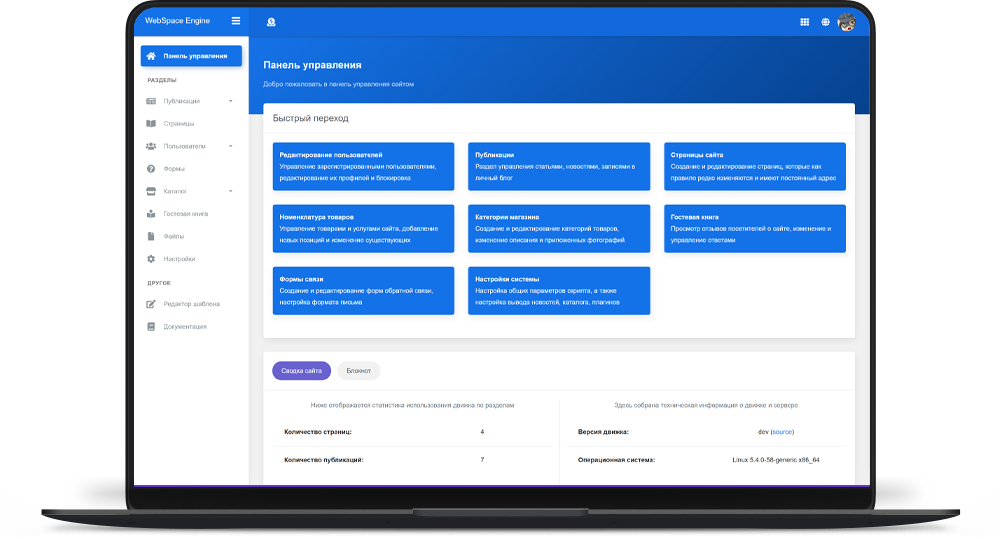 WebSpace Engine
Панель управления
РАЗДЕЛЫ
Публикации
Страницы
Пользователи
Формы
Каталог
Гостевая книга
Файлы
Настройки
ДРУГОЕ
Редактор шаблона
Документация
Панель управления
Добро пожаловать в панель управления сайтом
Быстрый переход
Редактирование пользователей
Управление зарегистрированными пользователями,
редактирование их профилей и блокировка
Публикации
Раздел управления статьями, новостями, записями в
личный блог
Страницы сайта
Создание и редактирование страниц, которые как
правило редко изменяются и имеют постоянный адрес
Номенклатура товаров
Управление товарами и услугами сайта, добавление
новых позиций и изменение существующих
Категории магазина
Создание и редактирование категорий товаров,
изменение описания и приложенных фотографий
Гостевая книга
Просмотр отзывов посетителей о сайте, изменение и
управление ответами
Формы связи
Создание и редактирование форм обратной связи,
настройка формата письма
Настройки системы
Настройка общих параметров скрипта, а также
настройка вывода новостей, каталога, плагинов
Сводка сайта
Блокнот
Ниже отображается статистика использования движка по разделам
Количество страниц: 4
Количество публикаций: 7
Здесь собрана техническая информация о движке и сервере
Версия движка: dev (source)
Операционная система: Linux 5.4.0-58-generic x86_64